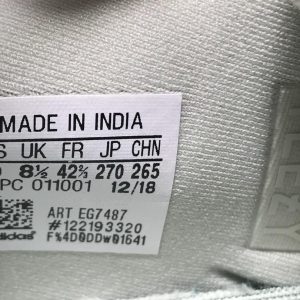 MADE IN INDIA
S UK FR JP CHN
8½ 42⅔ 270 265
PC 011001 12/18
ART EG7487
#122193320
adidas F%4D0DDW01641